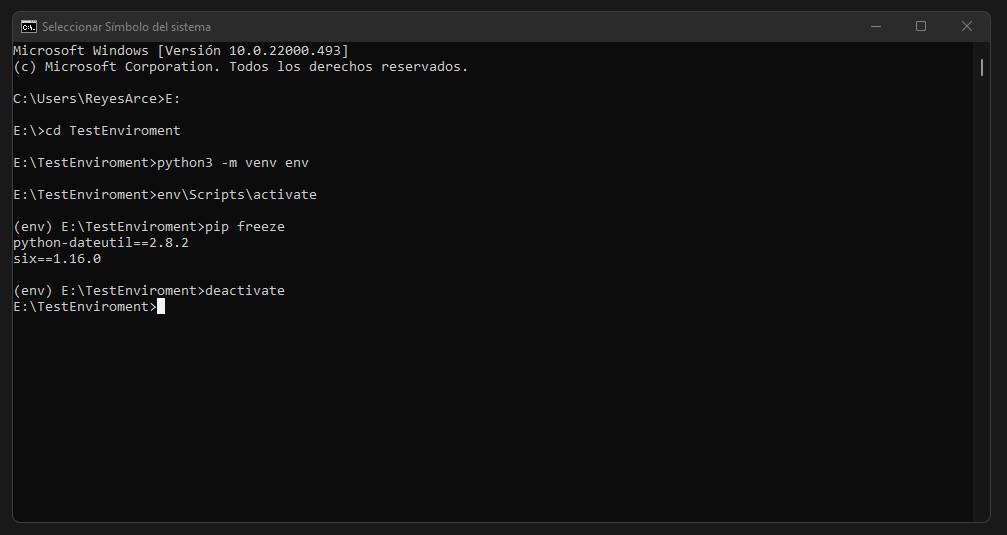 Seleccionar Símbolo del sistema
Microsoft Windows [Versión 10.0.22000.493]
(c) Microsoft Corporation. Todos los derechos reservados.
C:\Users\ReyesArce>E:
E:\>cd TestEnviroment
E:\TestEnviroment>python3 -m venv env
E:\TestEnviroment>env\Scripts\activate
(env) E:\TestEnviroment>pip freeze
python-dateutil==2.8.2
six==1.16.0
(env) E:\TestEnviroment>deactivate
E:\TestEnviroment>